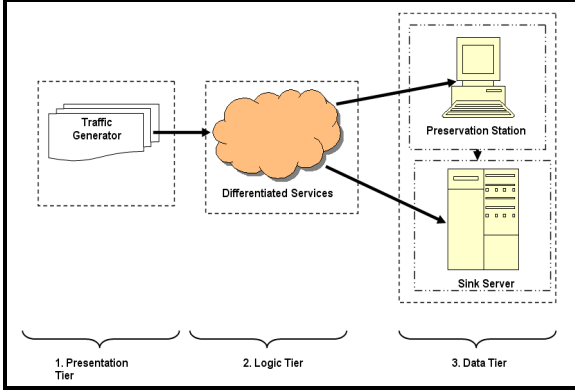 Traffic
Generator
Differentiated Services
Preservation Station
Sink Server
1. Presentation
Tier
2. Logic Tier
3. Data Tier